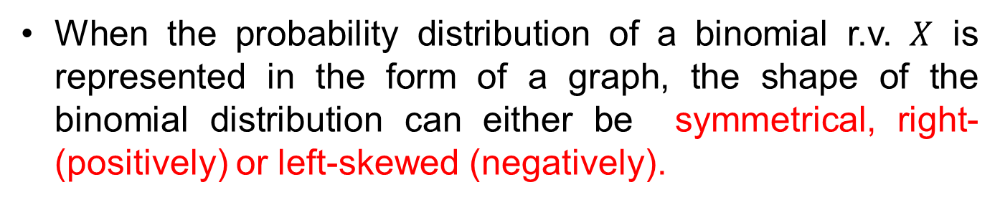 • When the probability distribution of a binomial r.v. X is
represented in the form of a graph, the shape of the
binomial distribution can either be symmetrical, right-
(positively) or left-skewed (negatively).